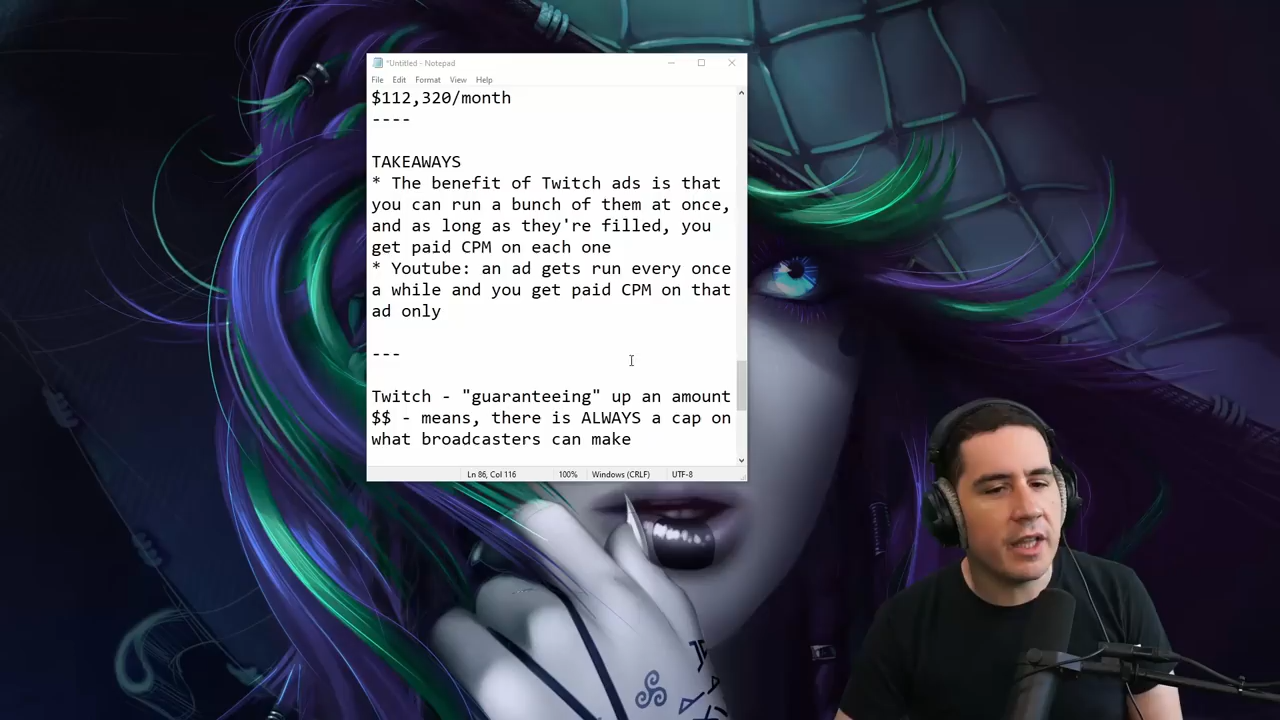 *Untitled - Notepad
File Edit Format View Help
$112,320/month
----
TAKEAWAYS
* The benefit of Twitch ads is that
you can run a bunch of them at once,
and as long as they're filled, you
get paid CPM on each one
* Youtube: an ad gets run every once
a while and you get paid CPM on that
ad only
---
Twitch - "guaranteeing" up an amount
$$ - means, there is ALWAYS a cap on
what broadcasters can make
Ln 86, Col 116 100% Windows (CRLF) UTF-8